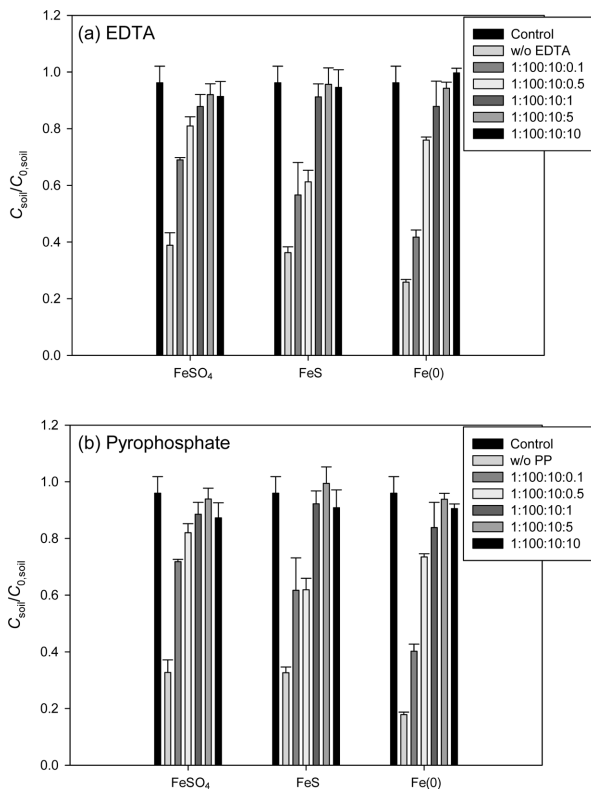 (a) EDTA
Control
w/o EDTA
1:100:10:0.1
1:100:10:0.5
1:100:10:1
1:100:10:5
1:100:10:10
1.2
1.0
0.8
0.6
0.4
0.2
0.0
Csoil/C0,soil
FeSO4
FeS
Fe(0)
(b) Pyrophosphate
Control
w/o PP
1:100:10:0.1
1:100:10:0.5
1:100:10:1
1:100:10:5
1:100:10:10
1.2
1.0
0.8
0.6
0.4
0.2
0.0
Csoil/C0,soil
FeSO4
FeS
Fe(0)